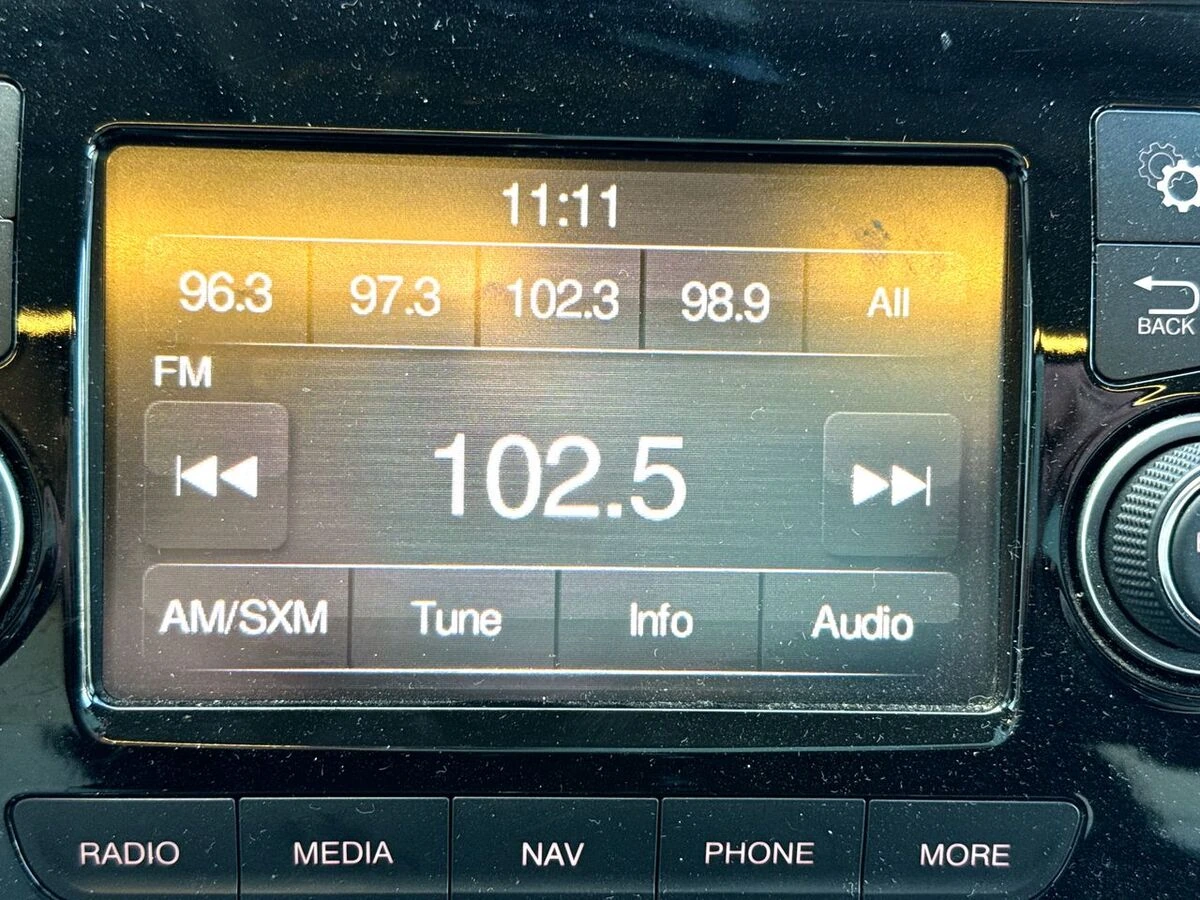 11:11
96.3 97.3 102.3 98.9 All
FM
102.5
AM/SXM Tune Info Audio
BACK
RADIO MEDIA NAV PHONE MORE